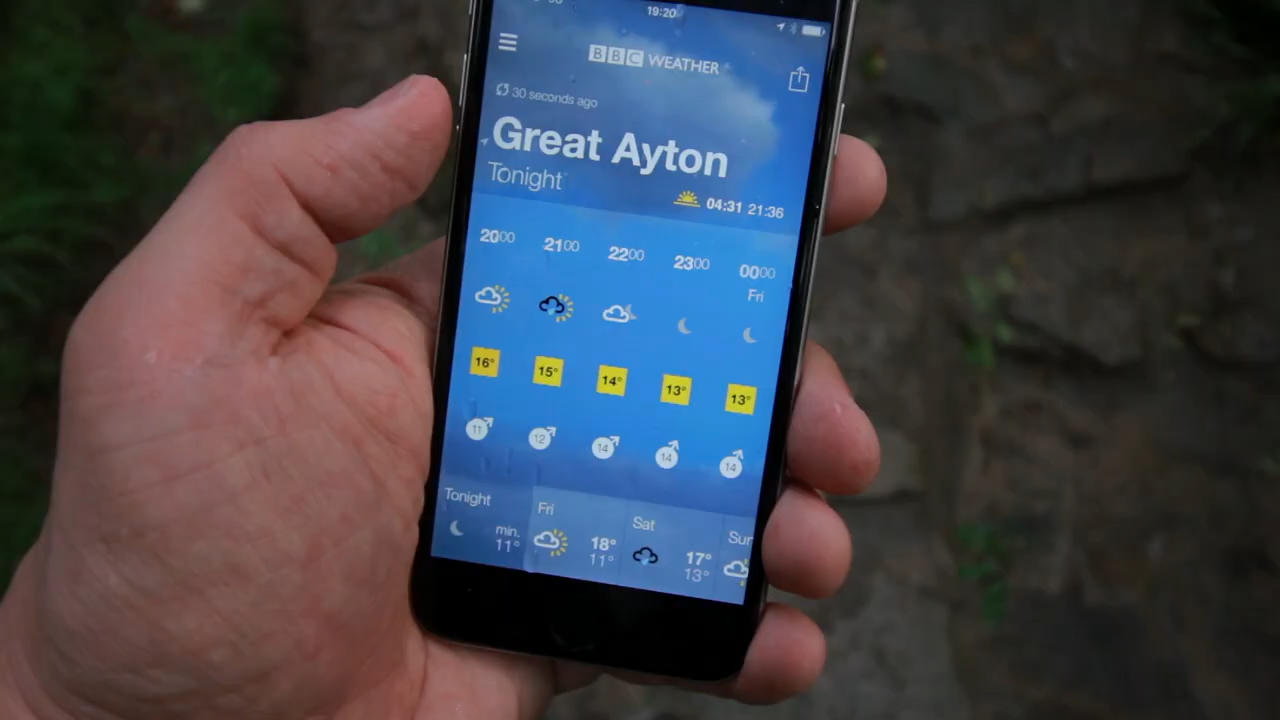 19:20
BBC WEATHER
30 seconds ago
Great Ayton
Tonight
04:31 21:36
2000 2100 2200 2300 0000
Fri
16° 15° 14° 13° 13°
11 12 14 14 14
Tonight Fri Sat Sun
min. 18° 17°
11° 11° 13°